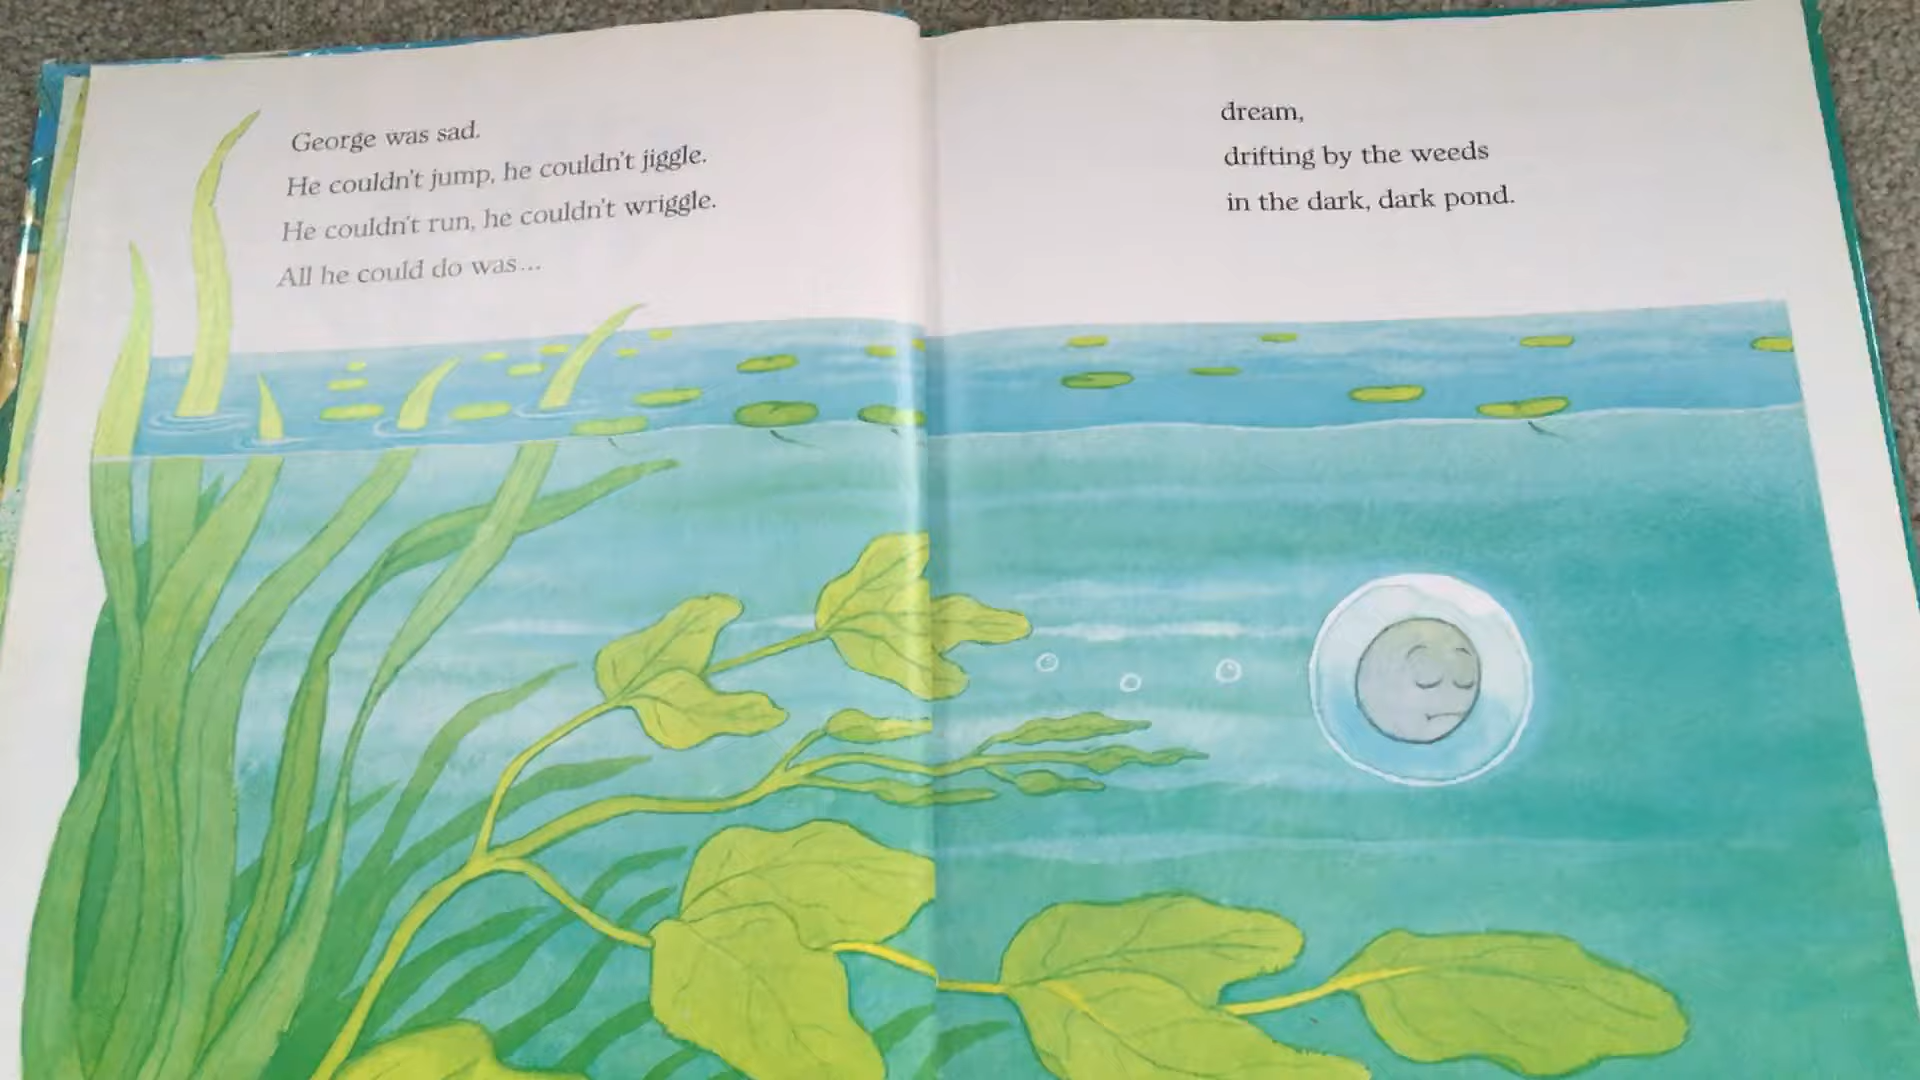 George was sad.
He couldn't jump, he couldn't jiggle.
He couldn't run, he couldn't wriggle.
All he could do was...
dream,
drifting by the weeds
in the dark, dark pond.